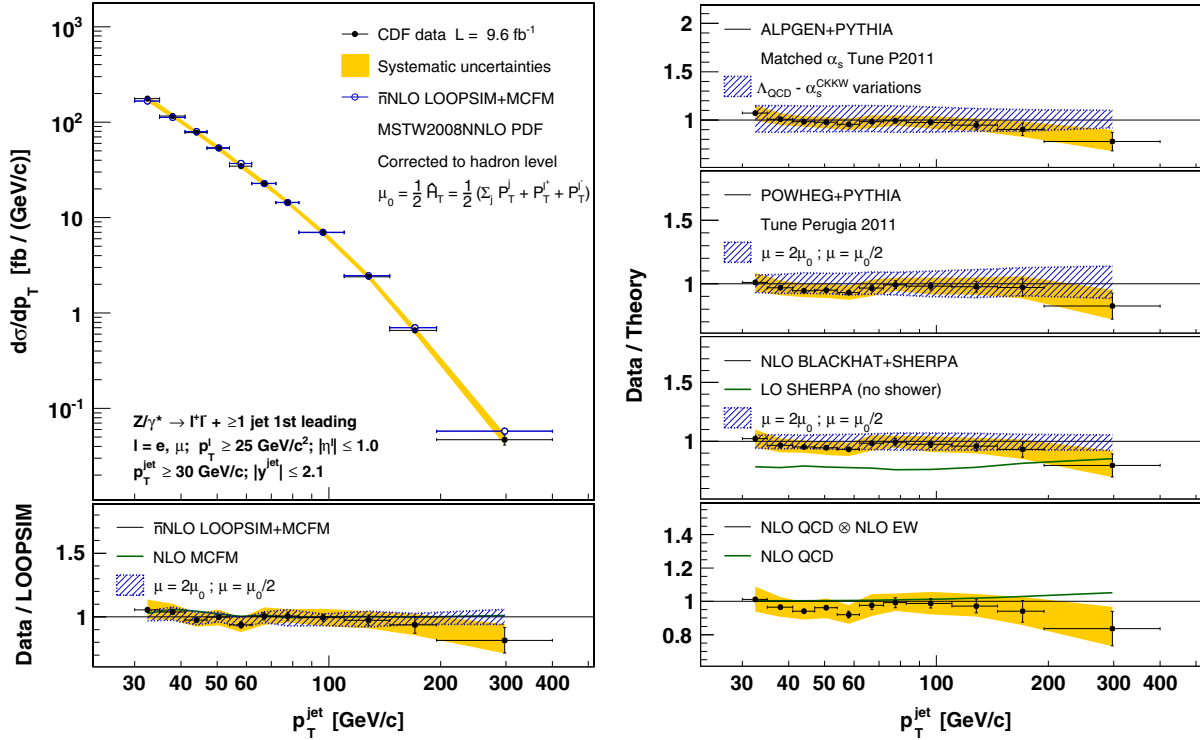 dσ/dp_T [fb / (GeV/c)]
10³
10²
10
1
10⁻¹
CDF data L = 9.6 fb⁻¹
Systematic uncertainties
n̄NLO LOOPSIM+MCFM
MSTW2008NNLO PDF
Corrected to hadron level
μ₀ = 1/2 Ĥ_T = 1/2 (Σ_j P_T^j + P_T^l⁺ + P_T^l⁻)
Z/γ* → l⁺l⁻ + ≥1 jet 1st leading
l = e, μ; p_T^l ≥ 25 GeV/c²; |η^l| ≤ 1.0
p_T^jet ≥ 30 GeV/c; |y^jet| ≤ 2.1
Data / LOOPSIM
1.5
1
n̄NLO LOOPSIM+MCFM
NLO MCFM
μ = 2μ₀ ; μ = μ₀/2
30 40 50 60 100 200 300 400
p_T^jet [GeV/c]
Data / Theory
2
1.5
1
ALPGEN+PYTHIA
Matched α_s Tune P2011
Λ_QCD - α_s^CKKW variations
1.5
1
POWHEG+PYTHIA
Tune Perugia 2011
μ = 2μ₀ ; μ = μ₀/2
1.5
1
NLO BLACKHAT+SHERPA
LO SHERPA (no shower)
μ = 2μ₀ ; μ = μ₀/2
1.4
1.2
1
0.8
NLO QCD ⊗ NLO EW
NLO QCD
30 40 50 60 100 200 300 400
p_T^jet [GeV/c]